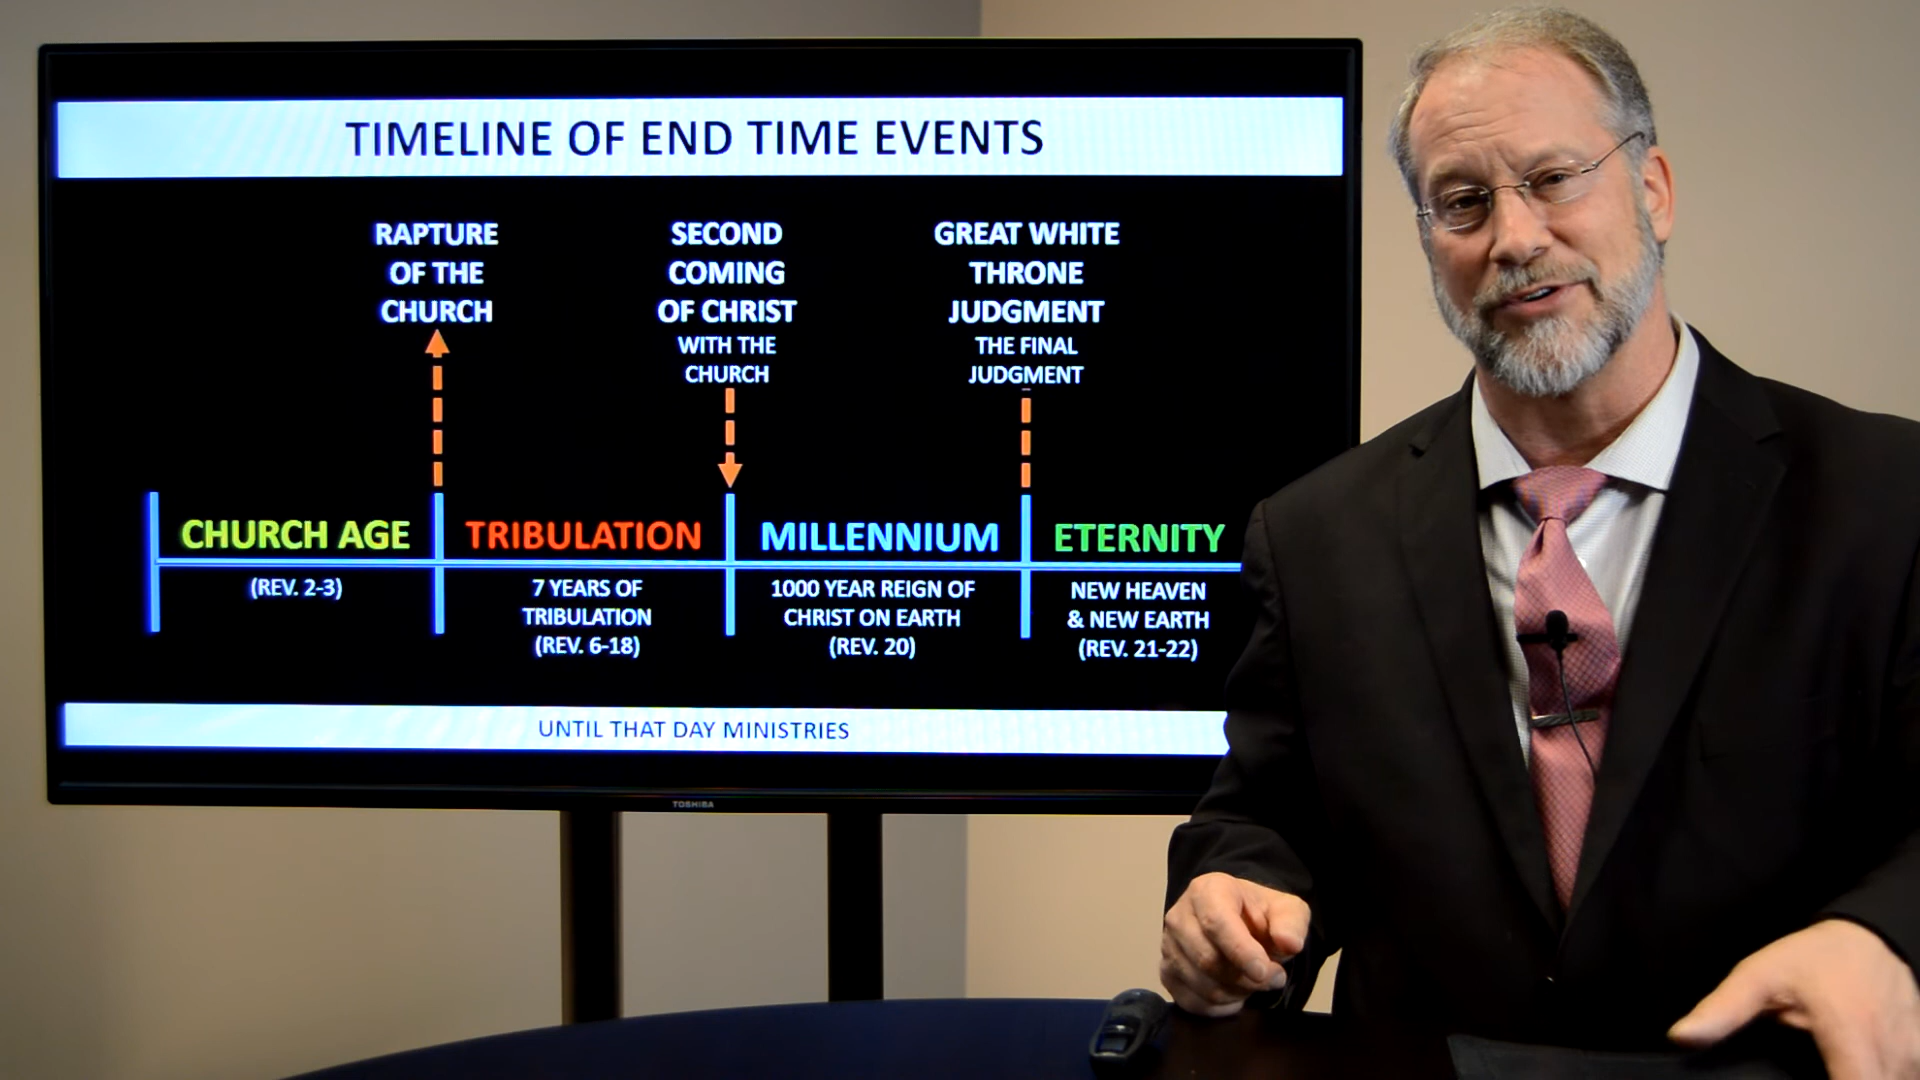 TIMELINE OF END TIME EVENTS
RAPTURE
OF THE
CHURCH
SECOND
COMING
OF CHRIST
WITH THE
CHURCH
GREAT WHITE
THRONE
JUDGMENT
THE FINAL
JUDGMENT
CHURCH AGE
(REV. 2-3)
TRIBULATION
7 YEARS OF
TRIBULATION
(REV. 6-18)
MILLENNIUM
1000 YEAR REIGN OF
CHRIST ON EARTH
(REV. 20)
ETERNITY
NEW HEAVEN
& NEW EARTH
(REV. 21-22)
UNTIL THAT DAY MINISTRIES
TOSHIBA